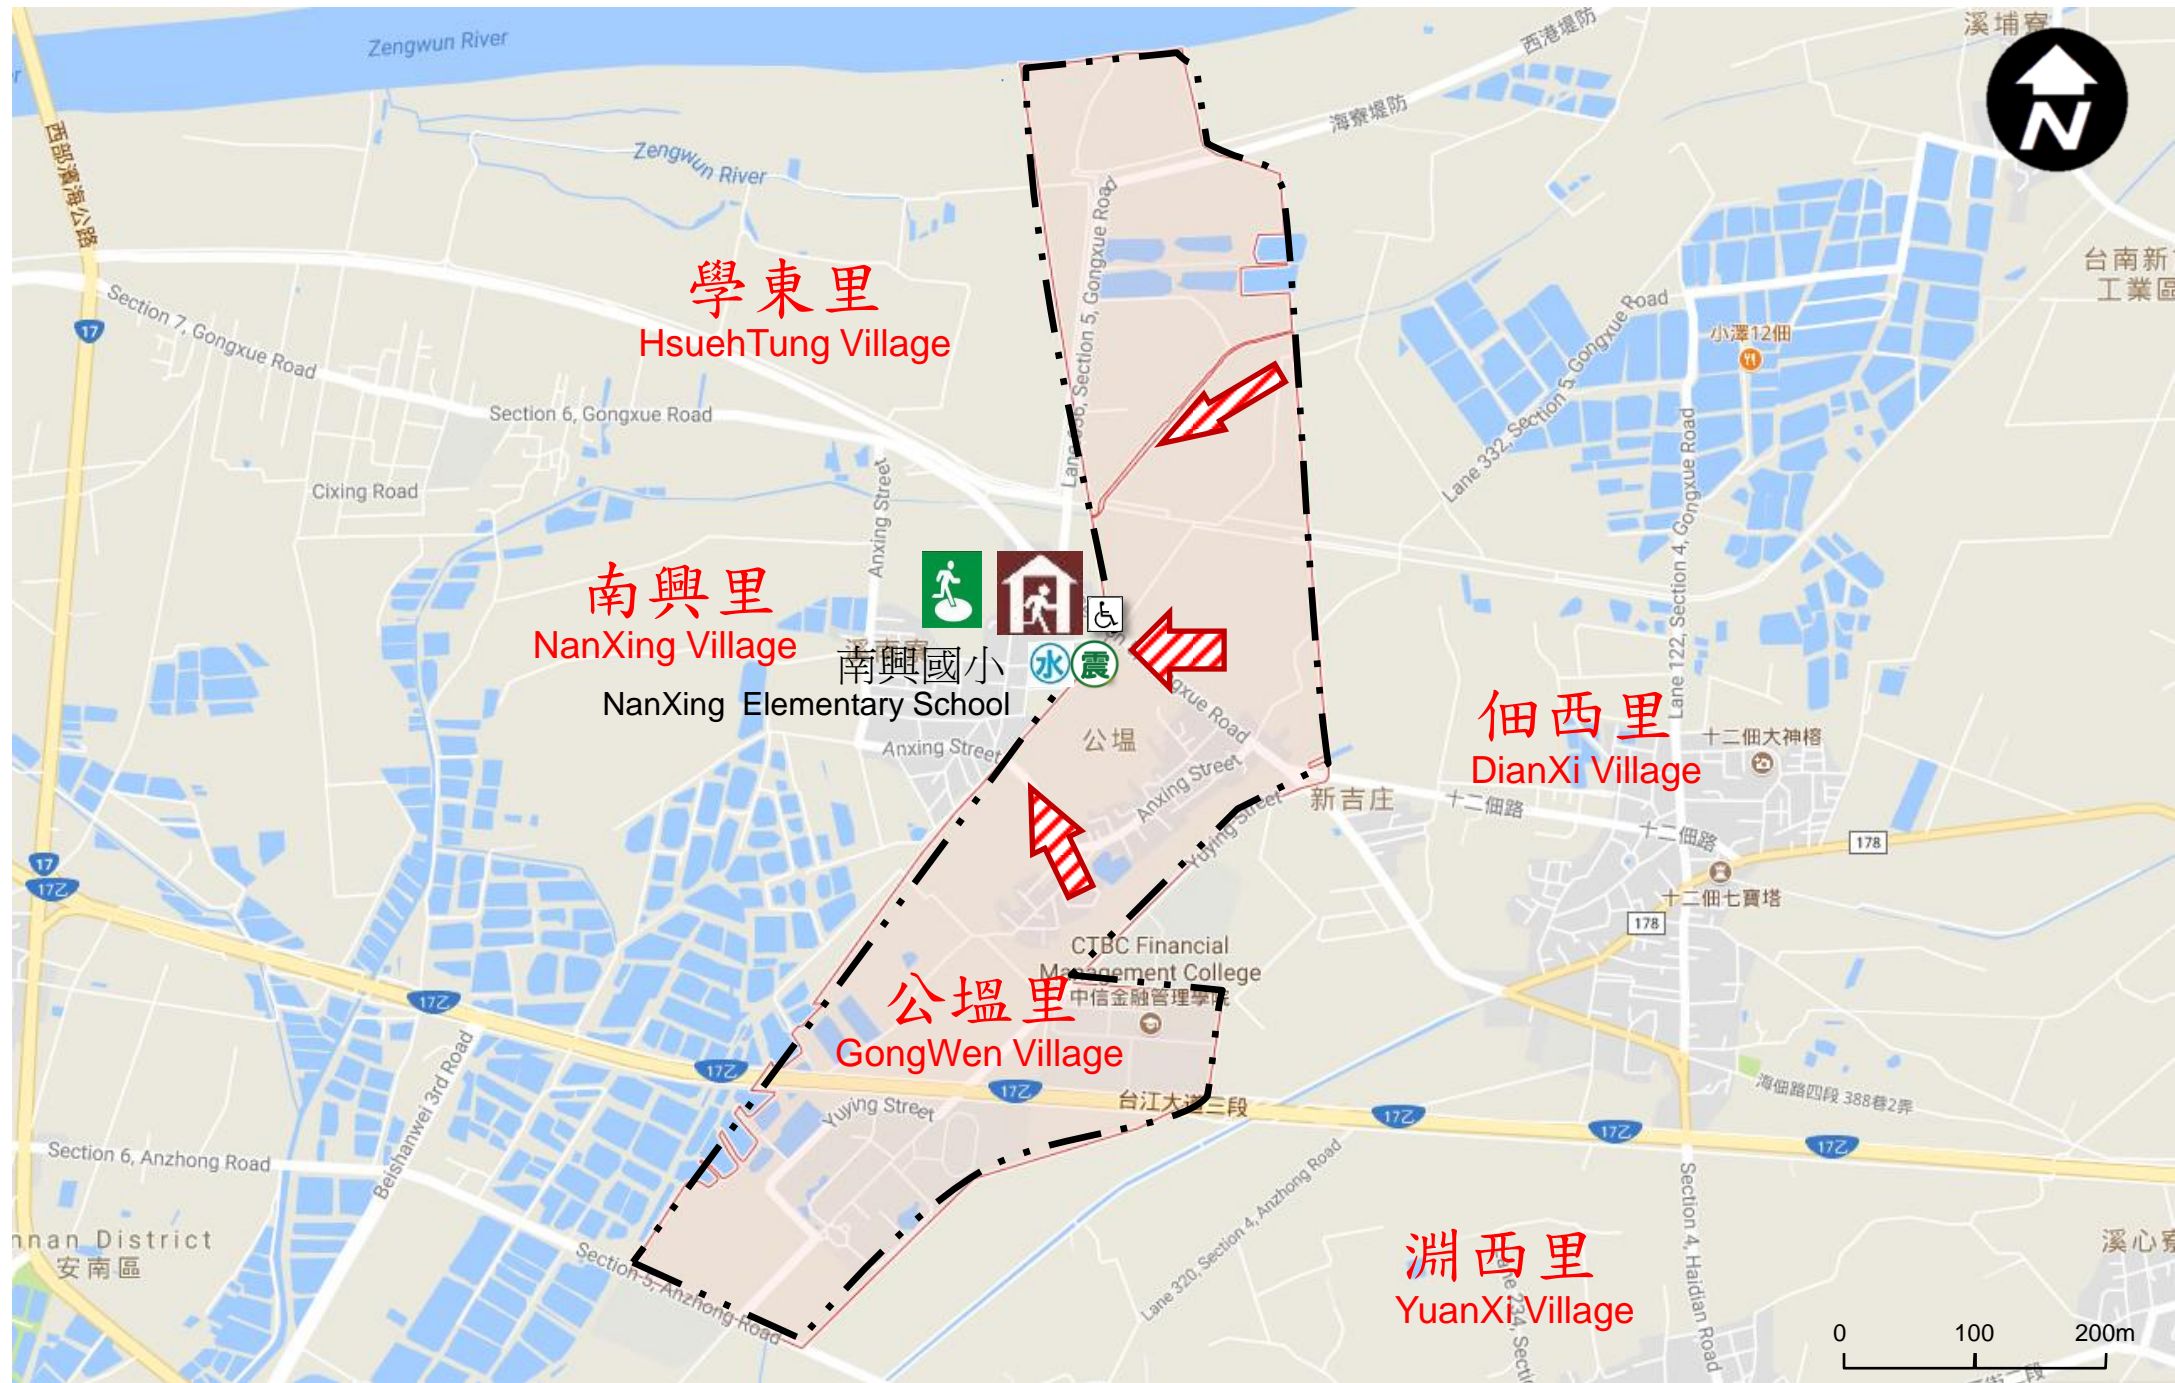 Zengwun River
西港堤防
溪埔寮
N
海寮堤防
西部濱海公路
Zengwun River
Section 5, Gongxue Road
台南新
工業區
學東里
HsuehTung Village
17
Section 7, Gongxue Road
小澤12佃
Lane 332, Section 5, Gongxue Road
Section 6, Gongxue Road
Lane 122, Section 4, Gongxue Road
Cixing Road
Anxing Street
南興里
NanXing Village
南興國小
水
震
NanXing Elementary School
Road
公塭
Anxing Street
Anxing Street
佃西里
DianXi Village
十二佃大神榕
新吉庄
十二佃路
十二佃路
178
Yuying Street
17
17乙
十二佃七寶塔
178
CTBC Financial
Management College
中信金融管理學院
公塭里
GongWen Village
17乙
17乙
17乙
台江大道三段
17乙
17乙
17乙
海佃路四段 388巷2弄
Yuying Street
Beishanwei 3rd Road
Section 6, Anzhong Road
Lane 320, Section 4, Anzhong Road
Section 4, Haidian Road
District
安南區
Section 5, Anzhong Road
淵西里
YuanXi Village
溪心寮
Lane 234,
0 100 200m